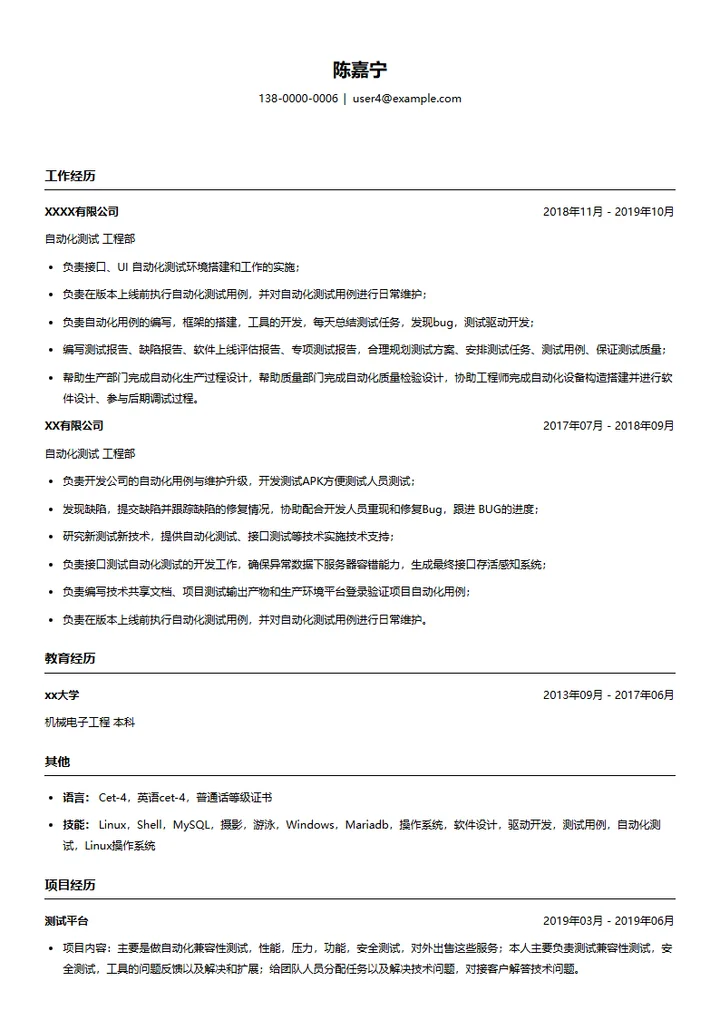 陈嘉宁
138-0000-0006 | user4@example.com
工作经历
XXXX有限公司 2018年11月 - 2019年10月
自动化测试 工程部
• 负责接口、UI 自动化测试环境搭建和工作的实施；
• 负责在版本上线前执行自动化测试用例，并对自动化测试用例进行日常维护；
• 负责自动化用例的编写，框架的搭建，工具的开发，每天总结测试任务，发现bug，测试驱动开发；
• 编写测试报告、缺陷报告、软件上线评估报告、专项测试报告，合理规划测试方案、安排测试任务、测试用例、保证测试质量；
• 帮助生产部门完成自动化生产过程设计，帮助质量部门完成自动化质量检验设计，协助工程师完成自动化设备构造搭建并进行软
件设计、参与后期调试过程。
XX有限公司 2017年07月 - 2018年09月
自动化测试 工程部
• 负责开发公司的自动化用例与维护升级，开发测试APK方便测试人员测试；
• 发现缺陷，提交缺陷并跟踪缺陷的修复情况，协助配合开发人员重现和修复Bug，跟进 BUG的进度；
• 研究新测试新技术，提供自动化测试、接口测试等技术实施技术支持；
• 负责接口测试自动化测试的开发工作，确保异常数据下服务器容错能力，生成最终接口存活感知系统；
• 负责编写技术共享文档、项目测试输出产物和生产环境平台登录验证项目自动化用例；
• 负责在版本上线前执行自动化测试用例，并对自动化测试用例进行日常维护。
教育经历
xx大学 2013年09月 - 2017年06月
机械电子工程 本科
其他
• 语言： Cet-4，英语cet-4，普通话等级证书
• 技能： Linux，Shell，MySQL，摄影，游泳，Windows，Mariadb，操作系统，软件设计，驱动开发，测试用例，自动化测
试，Linux操作系统
项目经历
测试平台 2019年03月 - 2019年06月
• 项目内容：主要是做自动化兼容性测试，性能，压力，功能，安全测试，对外出售这些服务；本人主要负责测试兼容性测试，安
全测试，工具的问题反馈以及解决和扩展；给团队人员分配任务以及解决技术问题，对接客户解答技术问题。